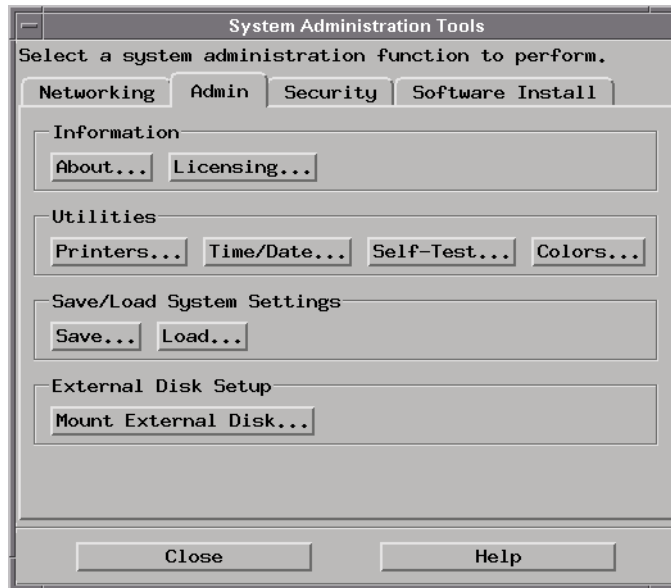 System Administration Tools
Select a system administration function to perform.
Networking Admin Security Software Install
Information
About... Licensing...
Utilities
Printers... Time/Date... Self-Test... Colors...
Save/Load System Settings
Save... Load...
External Disk Setup
Mount External Disk...
Close Help